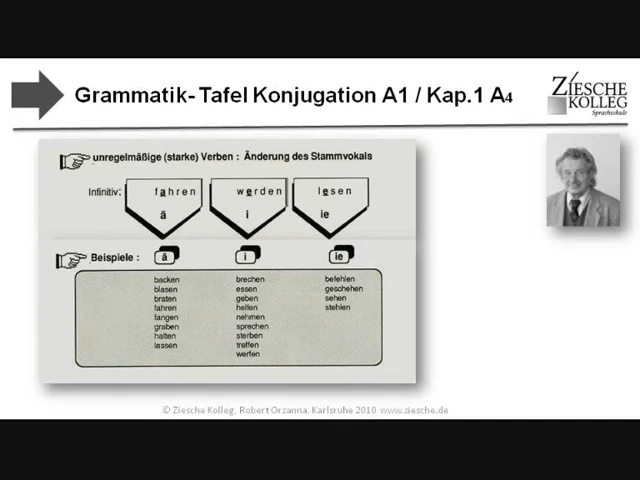 Grammatik- Tafel Konjugation A1 / Kap.1 A4
ZIESCHE
KOLLEG
Sprachschule
unregelmäßige (starke) Verben : Änderung des Stammvokals
Infinitiv: fahren werden lesen
ä i ie
Beispiele : ä i ie
backen brechen befehlen
blasen essen geschehen
braten geben sehen
fahren helfen stehlen
fangen nehmen
graben sprechen
halten sterben
lassen treffen
werfen
© Ziesche Kolleg, Robert Orzanna, Karlsruhe 2010 www.ziesche.de